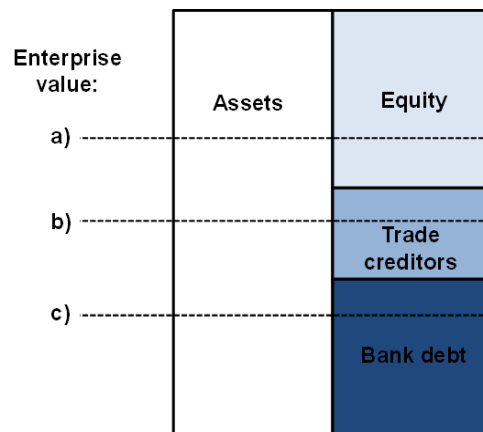 Enterprise
value:
Assets
Equity
a)
b)
Trade
creditors
c)
Bank debt